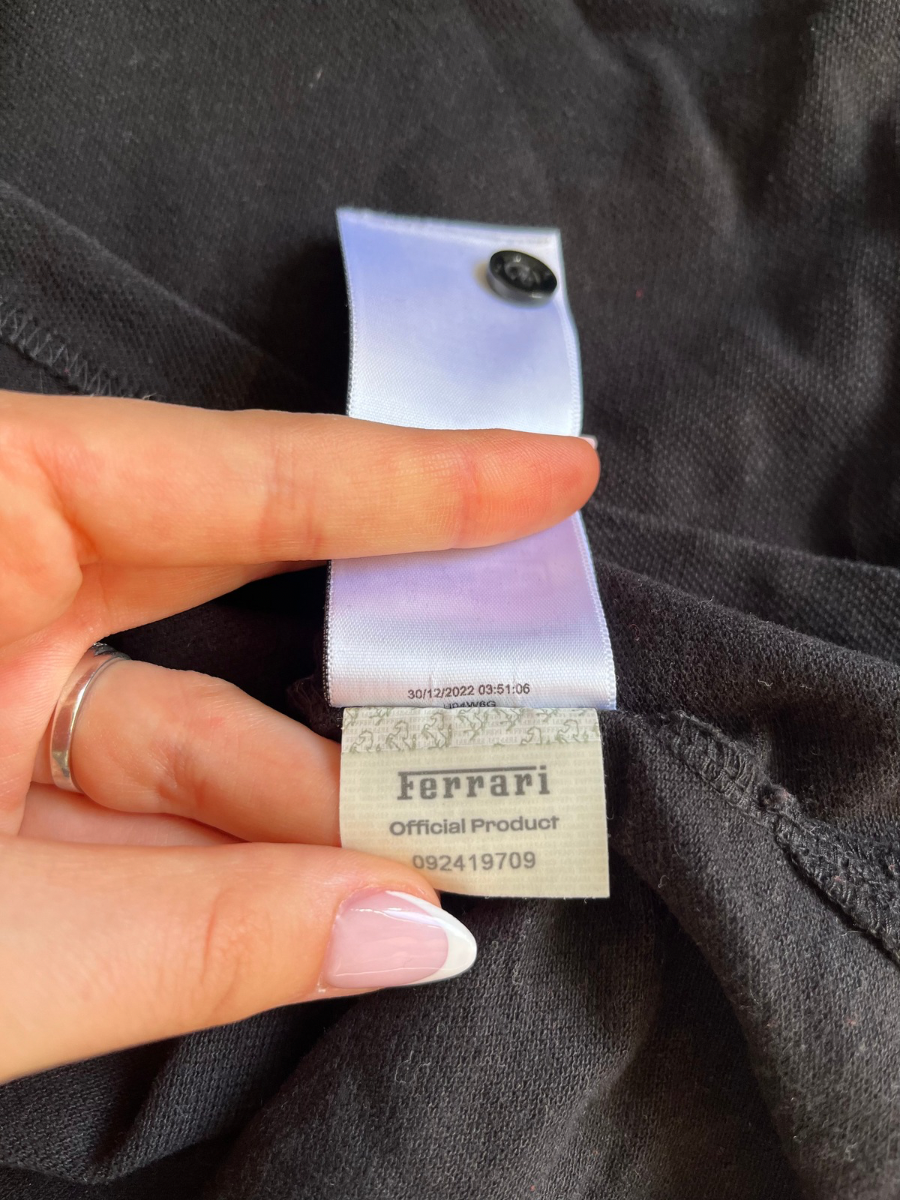 30/12/2022 03:51:06
Ferrari
Official Product
092419709